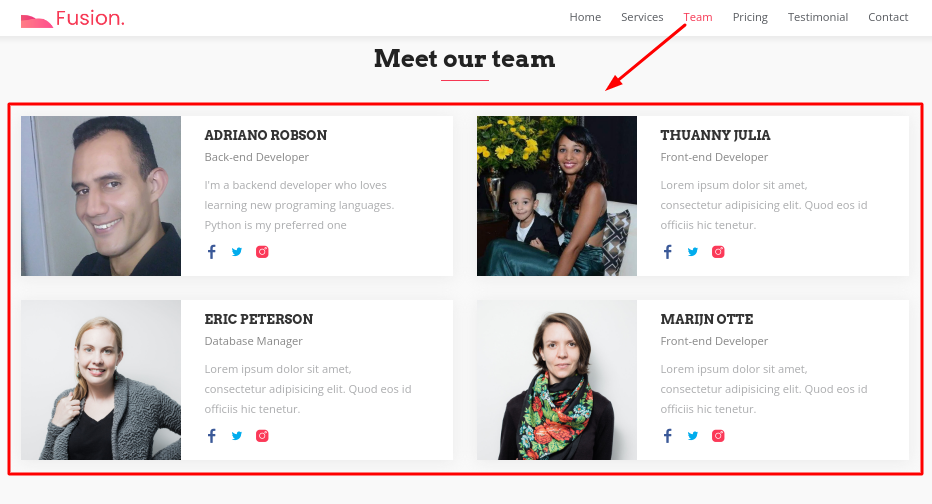 Fusion.
Home Services Team Pricing Testimonial Contact
Meet our team
ADRIANO ROBSON
Back-end Developer
I'm a backend developer who loves
learning new programing languages.
Python is my preferred one
THUANNY JULIA
Front-end Developer
Lorem ipsum dolor sit amet,
consectetur adipisicing elit. Quod eos id
officiis hic tenetur.
ERIC PETERSON
Database Manager
Lorem ipsum dolor sit amet,
consectetur adipisicing elit. Quod eos id
officiis hic tenetur.
MARIJN OTTE
Front-end Developer
Lorem ipsum dolor sit amet,
consectetur adipisicing elit. Quod eos id
officiis hic tenetur.